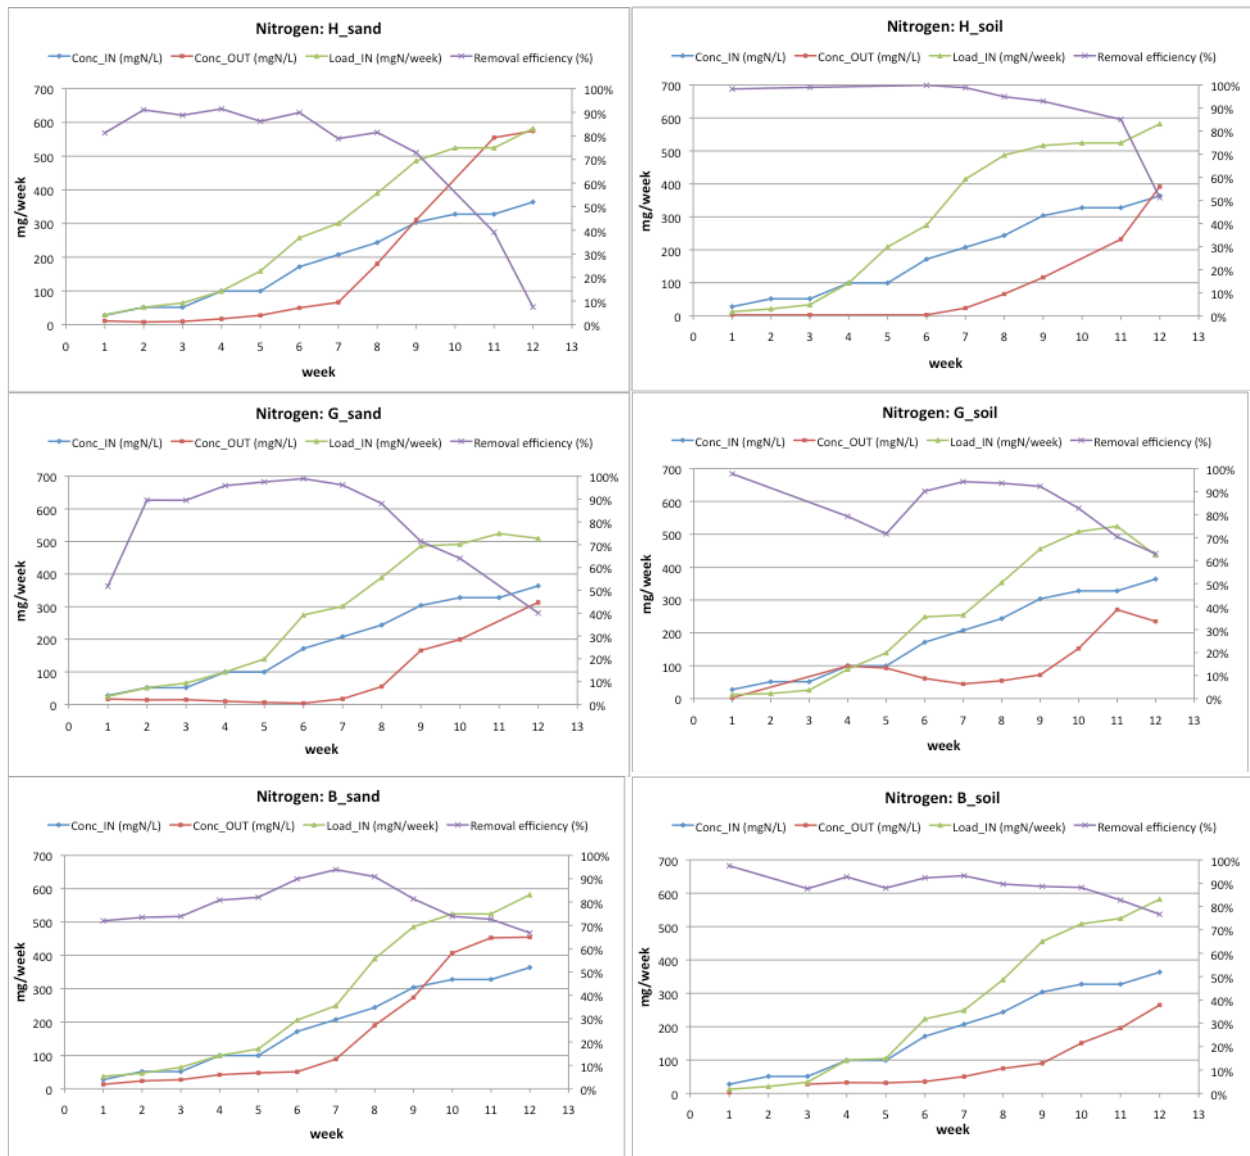 Nitrogen: H_sand
Conc_IN (mgN/L) Conc_OUT (mgN/L) Load_IN (mgN/week) Removal efficiency (%)
700 100%
600 90%
500 80%
400 70%
300 60%
200 50%
100 40%
0 30%
20%
10%
0%
mg/week
0 1 2 3 4 5 6 7 8 9 10 11 12 13
week
Nitrogen: H_soil
Conc_IN (mgN/L) Conc_OUT (mgN/L) Load_IN (mgN/week) Removal efficiency (%)
700 100%
600 90%
500 80%
400 70%
300 60%
200 50%
100 40%
0 30%
20%
10%
0%
mg/week
0 1 2 3 4 5 6 7 8 9 10 11 12 13
week
Nitrogen: G_sand
Conc_IN (mgN/L) Conc_OUT (mgN/L) Load_IN (mgN/week) Removal efficiency (%)
700 100%
600 90%
500 80%
400 70%
300 60%
200 50%
100 40%
0 30%
20%
10%
0%
mg/week
0 1 2 3 4 5 6 7 8 9 10 11 12 13
week
Nitrogen: G_soil
Conc_IN (mgN/L) Conc_OUT (mgN/L) Load_IN (mgN/week) Removal efficiency (%)
700 100%
600 90%
500 80%
400 70%
300 60%
200 50%
100 40%
0 30%
20%
10%
0%
mg/week
0 1 2 3 4 5 6 7 8 9 10 11 12 13
week
Nitrogen: B_sand
Conc_IN (mgN/L) Conc_OUT (mgN/L) Load_IN (mgN/week) Removal efficiency (%)
700 100%
600 90%
500 80%
400 70%
300 60%
200 50%
100 40%
0 30%
20%
10%
0%
mg/week
0 1 2 3 4 5 6 7 8 9 10 11 12 13
week
Nitrogen: B_soil
Conc_IN (mgN/L) Conc_OUT (mgN/L) Load_IN (mgN/week) Removal efficiency (%)
700 100%
600 90%
500 80%
400 70%
300 60%
200 50%
100 40%
0 30%
20%
10%
0%
mg/week
0 1 2 3 4 5 6 7 8 9 10 11 12 13
week